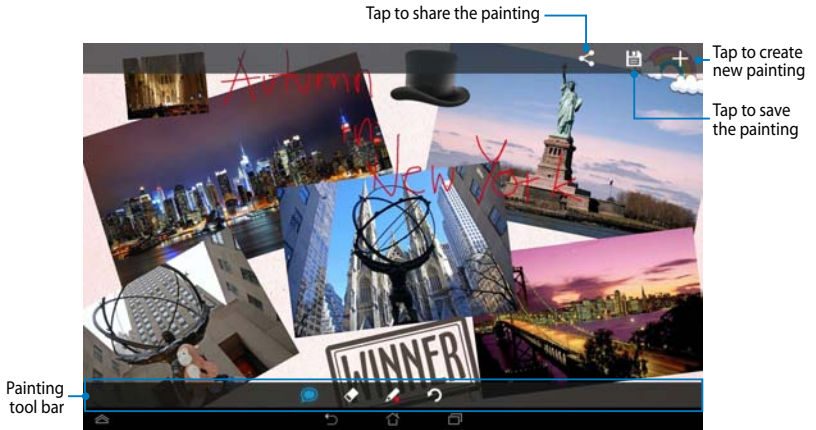 Tap to share the painting
Tap to create
new painting
Tap to save
the painting
Autumn
in
New York
WINNER
Painting
tool bar